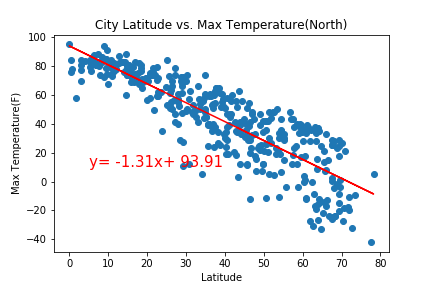 City Latitude vs. Max Temperature(North)
100
80
60
40
20
0
−20
−40
Max Temperature(F)
y= -1.31x+ 93.91
0 10 20 30 40 50 60 70 80
Latitude